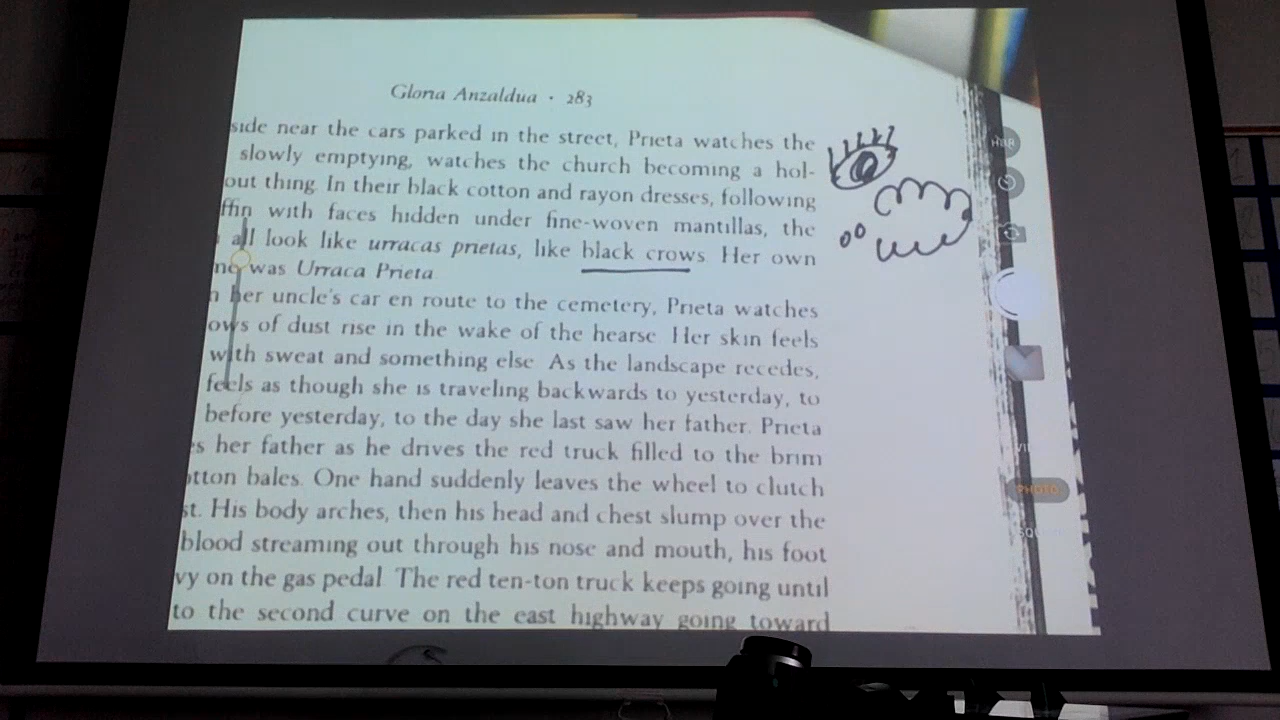 Gloria Anzaldua · 283
side near the cars parked in the street, Prieta watches the
slowly emptying, watches the church becoming a hol-
out thing. In their black cotton and rayon dresses, following
ffin with faces hidden under fine-woven mantillas, the
all look like urracas prietas, like black crows. Her own
was Urraca Prieta.
her uncle's car en route to the cemetery, Prieta watches
ows of dust rise in the wake of the hearse. Her skin feels
with sweat and something else. As the landscape recedes,
feels as though she is traveling backwards to yesterday, to
before yesterday, to the day she last saw her father. Prieta
es her father as he drives the red truck filled to the brim
otton bales. One hand suddenly leaves the wheel to clutch
st. His body arches, then his head and chest slump over the
blood streaming out through his nose and mouth, his foot
vy on the gas pedal. The red ten-ton truck keeps going until
to the second curve on the east highway going toward
HDR
PHOTO